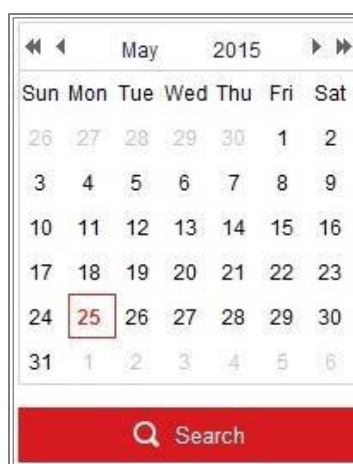 May 2015
Sun Mon Tue Wed Thu Fri Sat
26 27 28 29 30 1 2
3 4 5 6 7 8 9
10 11 12 13 14 15 16
17 18 19 20 21 22 23
24 25 26 27 28 29 30
31 1 2 3 4 5 6
Search